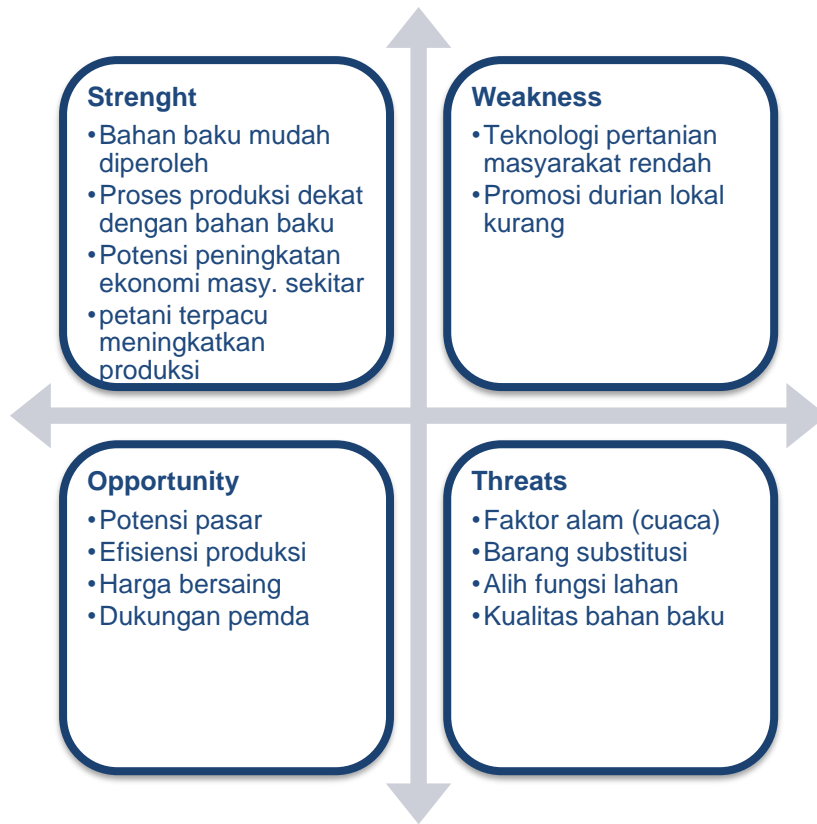 Strenght
•Bahan baku mudah
diperoleh
•Proses produksi dekat
dengan bahan baku
•Potensi peningkatan
ekonomi masy. sekitar
•petani terpacu
meningkatkan
produksi
Weakness
•Teknologi pertanian
masyarakat rendah
•Promosi durian lokal
kurang
Opportunity
•Potensi pasar
•Efisiensi produksi
•Harga bersaing
•Dukungan pemda
Threats
•Faktor alam (cuaca)
•Barang substitusi
•Alih fungsi lahan
•Kualitas bahan baku